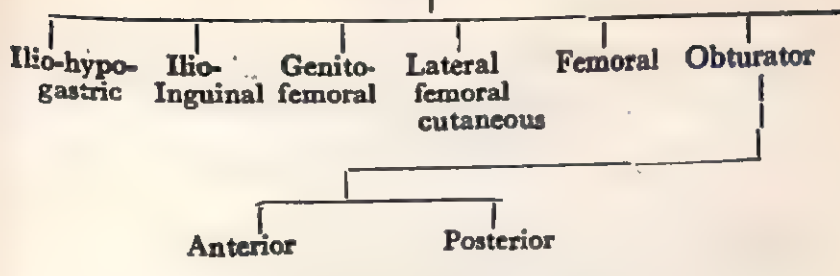 Ilio-hypo- Ilio- Genito- Lateral Femoral Obturator
gastric Inguinal femoral femoral
cutaneous
Anterior Posterior